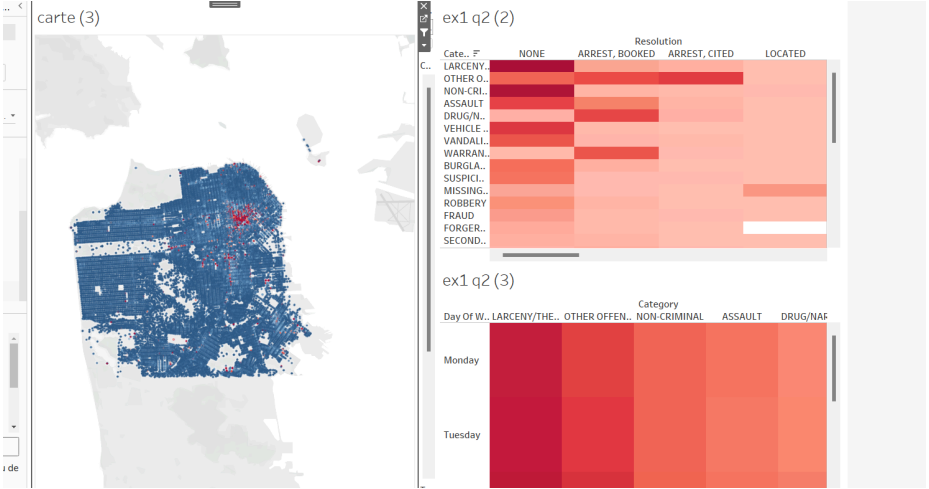 carte (3)
C..
u de
ex1 q2 (2)
Resolution
Cate.. NONE ARREST, BOOKED ARREST, CITED LOCATED
LARCENY..
OTHER O..
NON-CRI..
ASSAULT
DRUG/N..
VEHICLE ..
VANDALI..
WARRAN..
BURGLA..
SUSPICI..
MISSING..
ROBBERY
FRAUD
FORGER..
SECOND..
ex1 q2 (3)
Category
Day Of W.. LARCENY/THE.. OTHER OFFEN.. NON-CRIMINAL ASSAULT DRUG/NAR
Monday
Tuesday